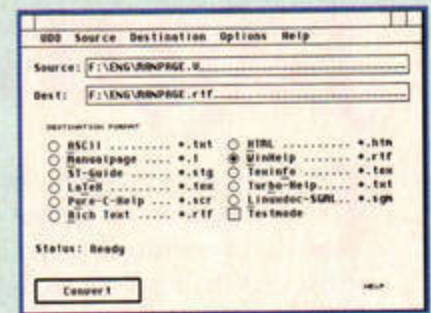 UDO Source Destination Options Help
Source: F:\ENG\MANPAGE.U
Dest: F:\ENG\MANPAGE.rtf
DESTINATION FORMAT
ASCII ....... *.txt HTML .......... *.htm
Manualpage .... *.1 WinHelp ....... *.rtf
ST-Guide .... *.stg Texinfo ....... *.tex
LaTeX ....... *.tex Turbo-Help..... *.txt
Pure-C-Help . *.scr Linuxdoc-SGML.. *.sgm
Rich Text ... *.rtf Testmode
Status: Ready
Convert HELP